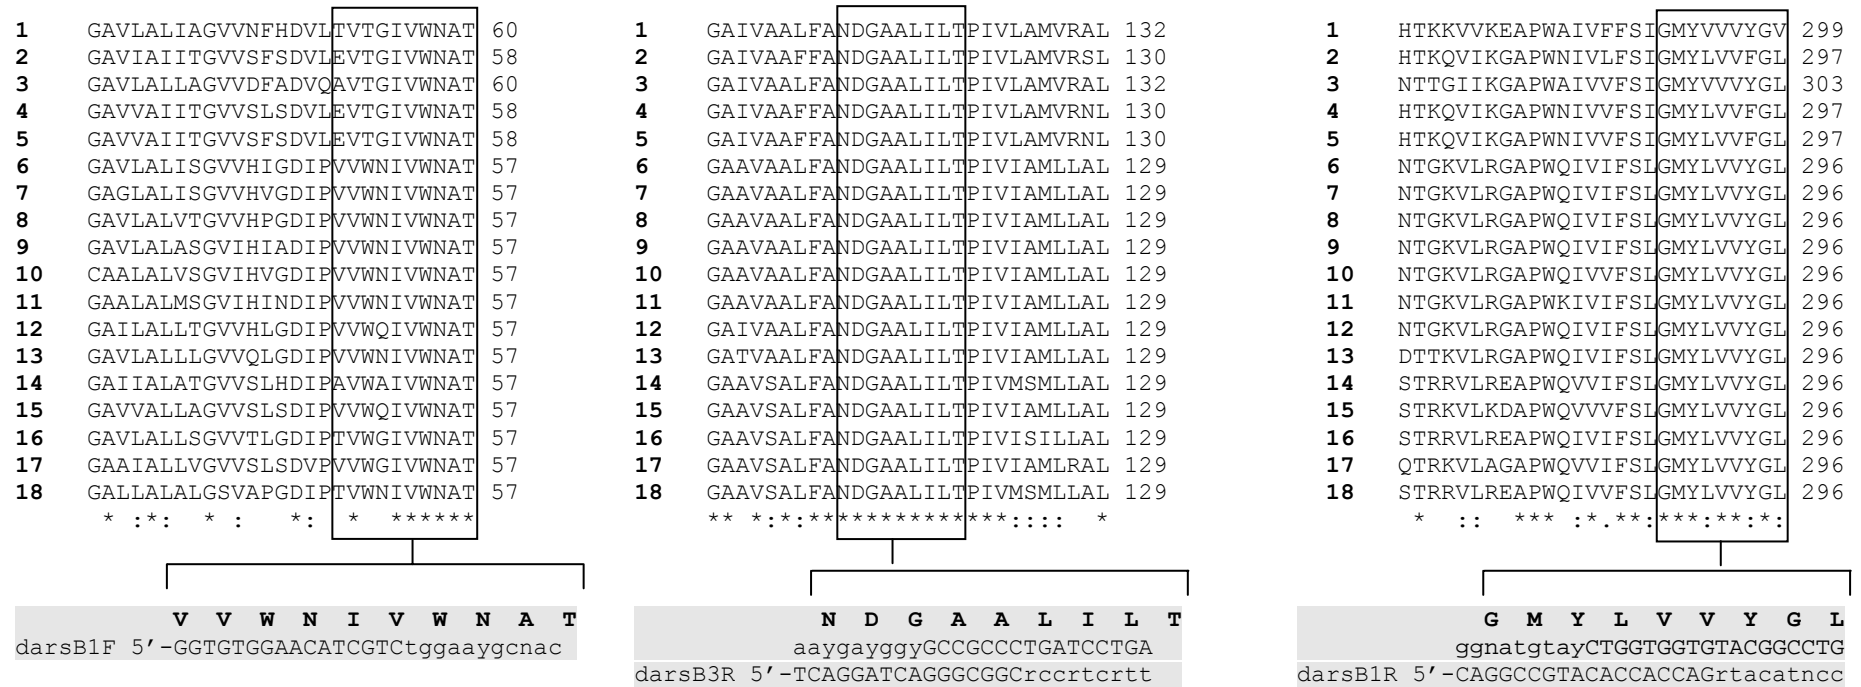 1 GAVLALIAGVVNFHDVLTVTGIVWNAT 60
2 GAVIAIITGVVSFSDVLEVTGIVWNAT 58
3 GAVLALLAGVVDFADVQAVTGIVWNAT 60
4 GAVVAIITGVVSLSDVLEVTGIVWNAT 58
5 GAVVAIITGVVSFSDVLEVTGIVWNAT 58
6 GAVLALISGVVHIGDIPVVWNIVWNAT 57
7 GAGLALISGVVHVGDIPVVWNIVWNAT 57
8 GAVLALVTGVVHPGDIPVVWNIVWNAT 57
9 GAVLALASGVIHIADIPVVWNIVWNAT 57
10 CAALALVSGVIHVGDIPVVWNIVWNAT 57
11 GAALALMSGVIHINDIPVVWNIVWNAT 57
12 GAILALLTGVVHLGDIPVVWQIVWNAT 57
13 GAVLALLLGVVQLGDIPVVWNIVWNAT 57
14 GAIIALATGVVSLHDIPAVWAIVWNAT 57
15 GAVVALLAGVVSLSDIPVVWQIVWNAT 57
16 GAVLALLSGVVTLGDIPTVWGIVWNAT 57
17 GAAIALLVGVVSLSDVPVVWGIVWNAT 57
18 GALLALALGSVAPGDIPTVWNIVWNAT 57
* :*: * : *: * ******
V V W N I V W N A T
darsB1F 5′-GGTGTGGAACATCGTCtggaaygcnac
1 GAIVAALFANDGAALILTPIVLAMVRAL 132
2 GAIVAAFFANDGAALILTPIVLAMVRSL 130
3 GAIVAALFANDGAALILTPIVLAMVRAL 132
4 GAIVAAFFANDGAALILTPIVLAMVRNL 130
5 GAIVAAFFANDGAALILTPIVLAMVRNL 130
6 GAAVAALFANDGAALILTPIVIAMLLAL 129
7 GAAVAALFANDGAALILTPIVIAMLLAL 129
8 GAAVAALFANDGAALILTPIVIAMLLAL 129
9 GAAVAALFANDGAALILTPIVIAMLLAL 129
10 GAAVAALFANDGAALILTPIVIAMLLAL 129
11 GAAVAALFANDGAALILTPIVIAMLLAL 129
12 GAIVAALFANDGAALILTPIVIAMLLAL 129
13 GATVAALFANDGAALILTPIVIAMLLAL 129
14 GAAVSALFANDGAALILTPIVMSMLLAL 129
15 GAAVSALFANDGAALILTPIVIAMLLAL 129
16 GAAVSALFANDGAALILTPIVISILLAL 129
17 GAAVSALFANDGAALILTPIVIAMLRAL 129
18 GAAVSALFANDGAALILTPIVMSMLLAL 129
** *:*:**************:::: *
N D G A A L I L T
aaygayggyGCCGCCCTGATCCTGA
darsB3R 5′-TCAGGATCAGGGCGGCrccrtcrtt
1 HTKKVVKEAPWAIVFFSIGMYVVVYGV 299
2 HTKQVIKGAPWNIVLFSIGMYLVVFGL 297
3 NTTGIIKGAPWAIVVFSIGMYVVVYGL 303
4 HTKQVIKGAPWNIVVFSIGMYLVVFGL 297
5 HTKQVIKGAPWNIVVFSIGMYLVVFGL 297
6 NTGKVLRGAPWQIVIFSLGMYLVVYGL 296
7 NTGKVLRGAPWQIVIFSLGMYLVVYGL 296
8 NTGKVLRGAPWQIVIFSLGMYLVVYGL 296
9 NTGKVLRGAPWQIVIFSLGMYLVVYGL 296
10 NTGKVLRGAPWQIVVFSLGMYLVVYGL 296
11 NTGKVLRGAPWKIVIFSLGMYLVVYGL 296
12 NTGKVLRGAPWQIVIFSLGMYLVVYGL 296
13 DTTKVLRGAPWQIVIFSLGMYLVVYGL 296
14 STRRVLREAPWQVVIFSLGMYLVVYGL 296
15 STRKVLKDAPWQVVVFSLGMYLVVYGL 296
16 STRRVLREAPWQIVIFSLGMYLVVYGL 296
17 QTRKVLAGAPWQVVIFSLGMYLVVYGL 296
18 STRRVLREAPWQIVVFSLGMYLVVYGL 296
* :: *** :*.**:***:**:*:
G M Y L V V Y G L
ggnatgtayCTGGTGGTGTACGGCCTG
darsB1R 5′-CAGGCCGTACACCACCAGrtacatncc